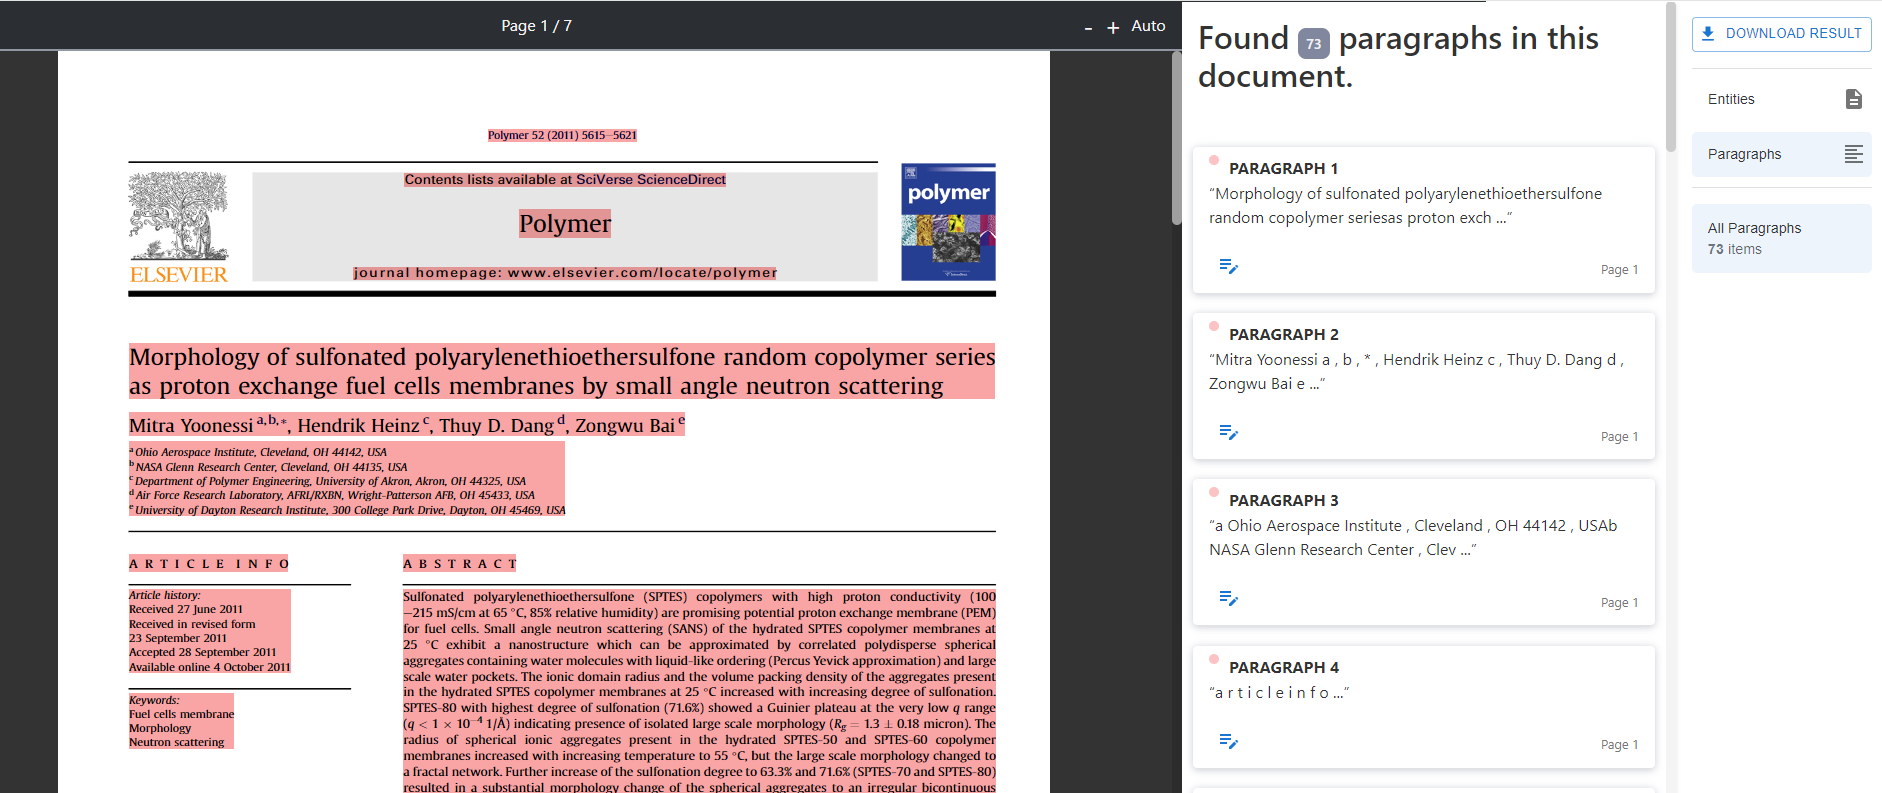 Page 1 / 7
- + Auto
Polymer 52 (2011) 5615–5621
Contents lists available at SciVerse ScienceDirect
Polymer
journal homepage: www.elsevier.com/locate/polymer
ELSEVIER
polymer
Morphology of sulfonated polyarylenethioethersulfone random copolymer series
as proton exchange fuel cells membranes by small angle neutron scattering
Mitra Yoonessi a,b,*, Hendrik Heinz c, Thuy D. Dang d, Zongwu Bai e
a Ohio Aerospace Institute, Cleveland, OH 44142, USA
b NASA Glenn Research Center, Cleveland, OH 44135, USA
c Department of Polymer Engineering, University of Akron, Akron, OH 44325, USA
d Air Force Research Laboratory, AFRL/RXBN, Wright-Patterson AFB, OH 45433, USA
e University of Dayton Research Institute, 300 College Park Drive, Dayton, OH 45469, USA
ARTICLE INFO
Article history:
Received 27 June 2011
Received in revised form
23 September 2011
Accepted 28 September 2011
Available online 4 October 2011
Keywords:
Fuel cells membrane
Morphology
Neutron scattering
ABSTRACT
Sulfonated polyarylenethioethersulfone (SPTES) copolymers with high proton conductivity (100
–215 mS/cm at 65 °C, 85% relative humidity) are promising potential proton exchange membrane (PEM)
for fuel cells. Small angle neutron scattering (SANS) of the hydrated SPTES copolymer membranes at
25 °C exhibit a nanostructure which can be approximated by correlated polydisperse spherical
aggregates containing water molecules with liquid-like ordering (Percus Yevick approximation) and large
scale water pockets. The ionic domain radius and the volume packing density of the aggregates present
in the hydrated SPTES copolymer membranes at 25 °C increased with increasing degree of sulfonation.
SPTES-80 with highest degree of sulfonation (71.6%) showed a Guinier plateau at the very low q range
(q < 1 × 10⁻⁴ 1/Å) indicating presence of isolated large scale morphology (Rg = 1.3 ± 0.18 micron). The
radius of spherical ionic aggregates present in the hydrated SPTES-50 and SPTES-60 copolymer
membranes increased with increasing temperature to 55 °C, but the large scale morphology changed to
a fractal network. Further increase of the sulfonation degree to 63.3% and 71.6% (SPTES-70 and SPTES-80)
resulted in a substantial morphology change of the spherical aggregates to an irregular bicontinuous
Found 73 paragraphs in this
document.
PARAGRAPH 1
“Morphology of sulfonated polyarylenethioethersulfone
random copolymer seriesas proton exch ...”
Page 1
PARAGRAPH 2
“Mitra Yoonessi a , b , * , Hendrik Heinz c , Thuy D. Dang d ,
Zongwu Bai e ...”
Page 1
PARAGRAPH 3
“a Ohio Aerospace Institute , Cleveland , OH 44142 , USAb
NASA Glenn Research Center , Clev ...”
Page 1
PARAGRAPH 4
“a r t i c l e i n f o ...”
Page 1
DOWNLOAD RESULT
Entities
Paragraphs
All Paragraphs
73 items